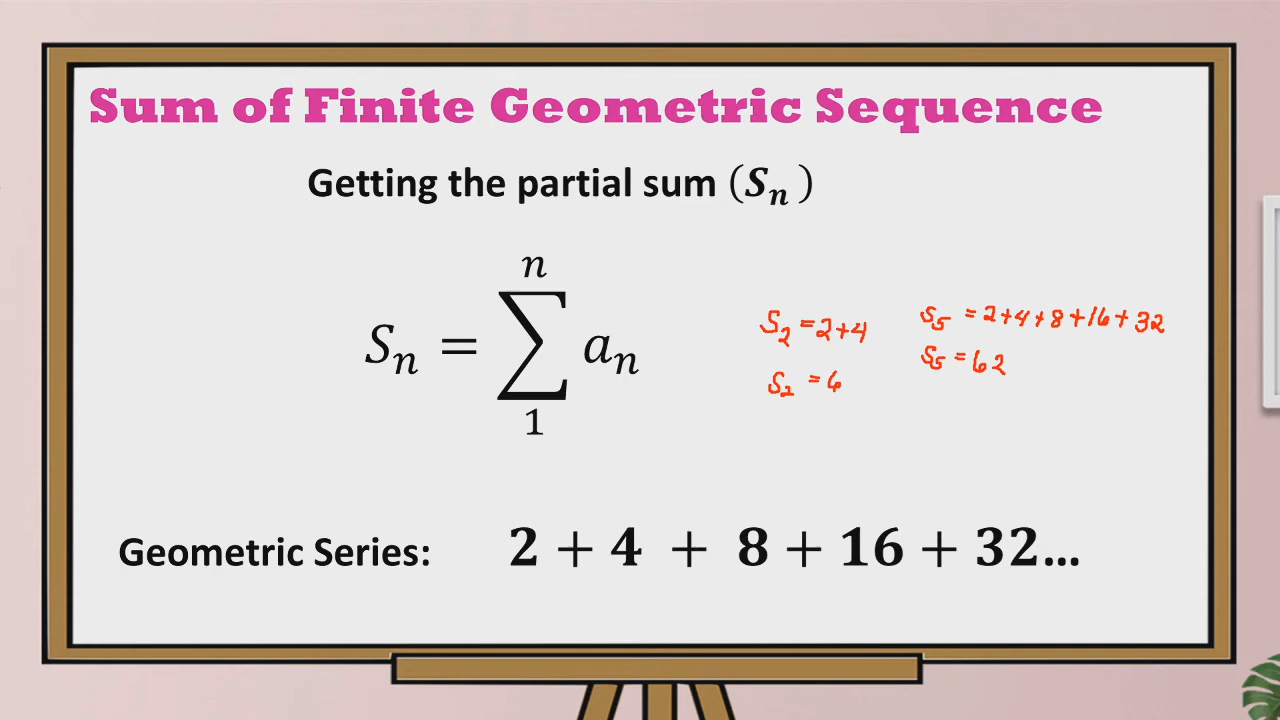 Sum of Finite Geometric Sequence
Getting the partial sum (Sₙ)
n
Sₙ = ∑ aₙ
1
S₂ = 2+4
S₂ = 6
S₅ = 2+4+8+16+32
S₅ = 62
Geometric Series: 2 + 4 + 8 + 16 + 32...